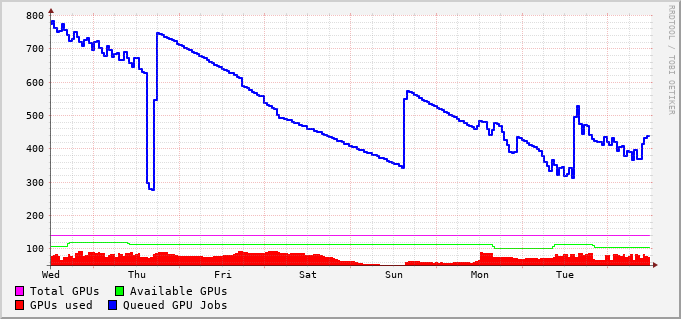 800
700
600
500
400
300
200
100
Wed Thu Fri Sat Sun Mon Tue
Total GPUs Available GPUs
GPUs used Queued GPU Jobs
RRDTOOL / TOBI OETIKER